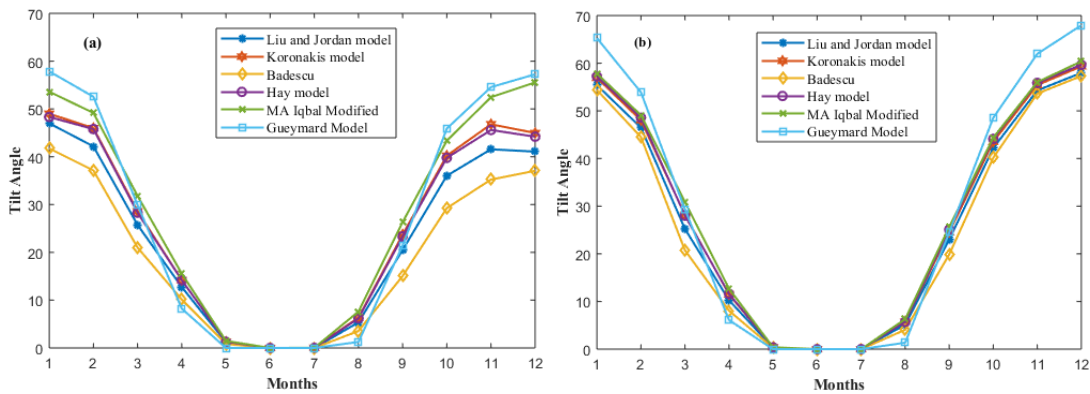 (a)
Liu and Jordan model
Koronakis model
Badescu
Hay model
MA Iqbal Modified
Gueymard Model
Tilt Angle
70
60
50
40
30
20
10
0
1 2 3 4 5 6 7 8 9 10 11 12
Months
(b)
Liu and Jordan model
Koronakis model
Badescu
Hay model
MA Iqbal Modified
Gueymard Model
Tilt Angle
70
60
50
40
30
20
10
0
1 2 3 4 5 6 7 8 9 10 11 12
Months